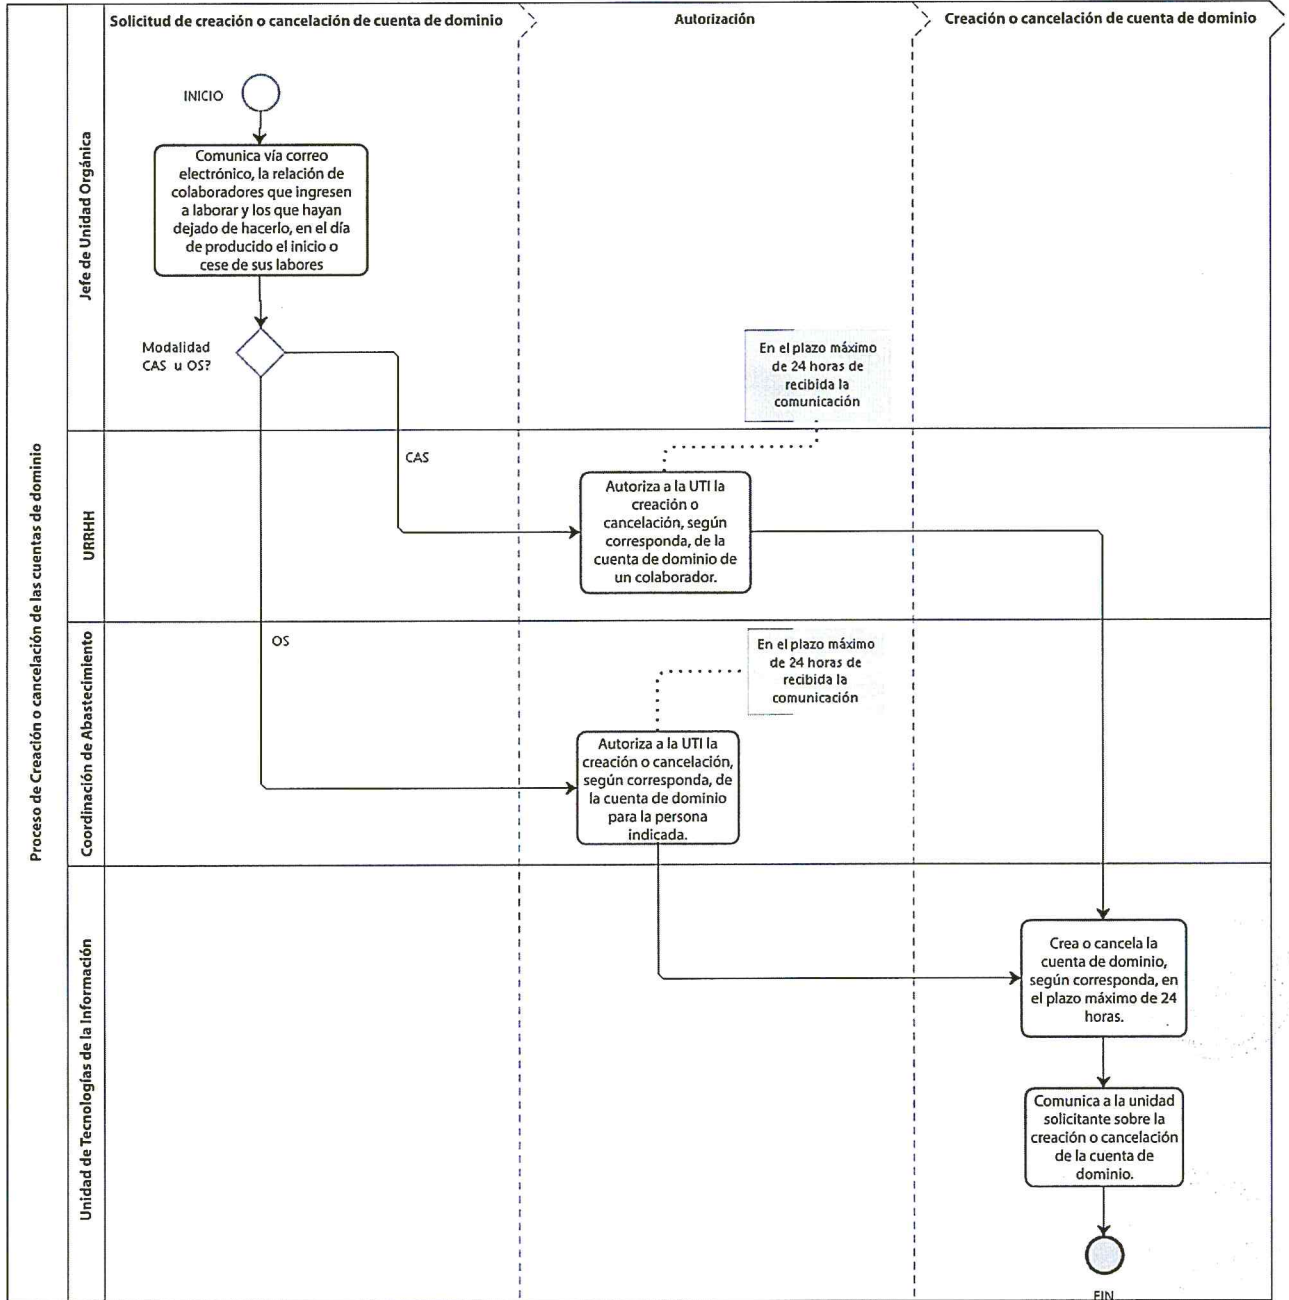 Solicitud de creación o cancelación de cuenta de dominio
Autorización
Creación o cancelación de cuenta de dominio
Proceso de Creación o cancelación de las cuentas de dominio
Jefe de Unidad Orgánica
INICIO
Comunica vía correo
electrónico, la relación de
colaboradores que ingresen
a laborar y los que hayan
dejado de hacerlo, en el día
de producido el inicio o
cese de sus labores
Modalidad
CAS u OS?
En el plazo máximo
de 24 horas de
recibida la
comunicación
URRHH
CAS
Autoriza a la UTI la
creación o
cancelación, según
corresponda, de la
cuenta de dominio de
un colaborador.
Coordinación de Abastecimiento
OS
En el plazo máximo
de 24 horas de
recibida la
comunicación
Autoriza a la UTI la
creación o cancelación,
según corresponda, de
la cuenta de dominio
para la persona
indicada.
Unidad de Tecnologías de la Información
Crea o cancela la
cuenta de dominio,
según corresponda, en
el plazo máximo de 24
horas.
Comunica a la unidad
solicitante sobre la
creación o cancelación
de la cuenta de
dominio.
FIN